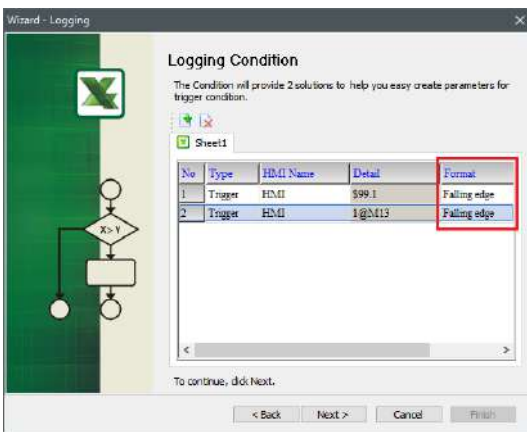 Wizard - Logging
Logging Condition
The Condition will provide 2 solutions to help you easy create parameters for
trigger condition.
Sheet1
No Type HMI Name Detail Format
1 Trigger HMI $99.1 Falling edge
2 Trigger HMI 1@M13 Falling edge
X> Y
To continue, click Next.
< Back Next > Cancel Finish